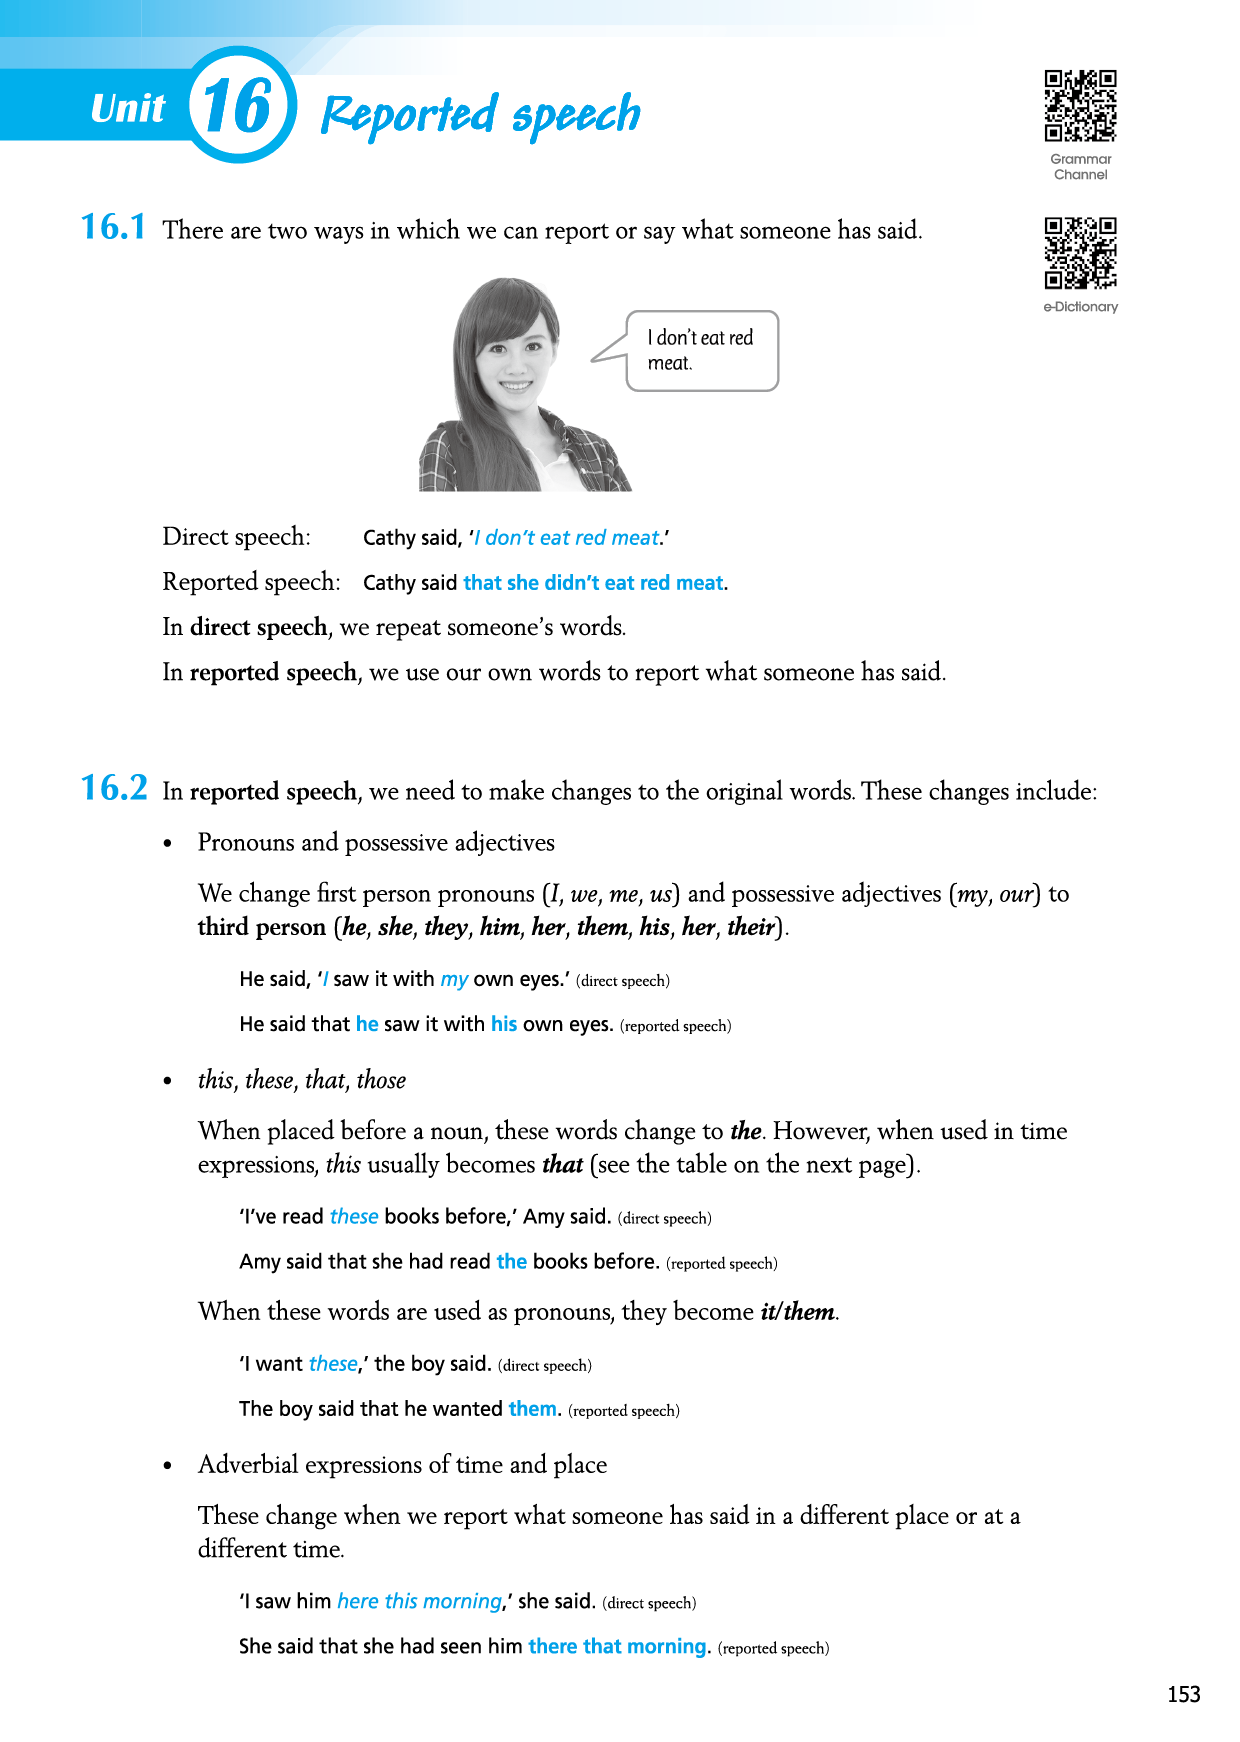 Unit 16 Reported speech
Grammar
Channel
16.1 There are two ways in which we can report or say what someone has said.
e-Dictionary
I don't eat red
meat.
Direct speech: Cathy said, ‘I don’t eat red meat.’
Reported speech: Cathy said that she didn’t eat red meat.
In direct speech, we repeat someone’s words.
In reported speech, we use our own words to report what someone has said.
16.2 In reported speech, we need to make changes to the original words. These changes include:
• Pronouns and possessive adjectives
We change first person pronouns (I, we, me, us) and possessive adjectives (my, our) to
third person (he, she, they, him, her, them, his, her, their).
He said, ‘I saw it with my own eyes.’ (direct speech)
He said that he saw it with his own eyes. (reported speech)
• this, these, that, those
When placed before a noun, these words change to the. However, when used in time
expressions, this usually becomes that (see the table on the next page).
‘I’ve read these books before,’ Amy said. (direct speech)
Amy said that she had read the books before. (reported speech)
When these words are used as pronouns, they become it/them.
‘I want these,’ the boy said. (direct speech)
The boy said that he wanted them. (reported speech)
• Adverbial expressions of time and place
These change when we report what someone has said in a different place or at a
different time.
‘I saw him here this morning,’ she said. (direct speech)
She said that she had seen him there that morning. (reported speech)
153